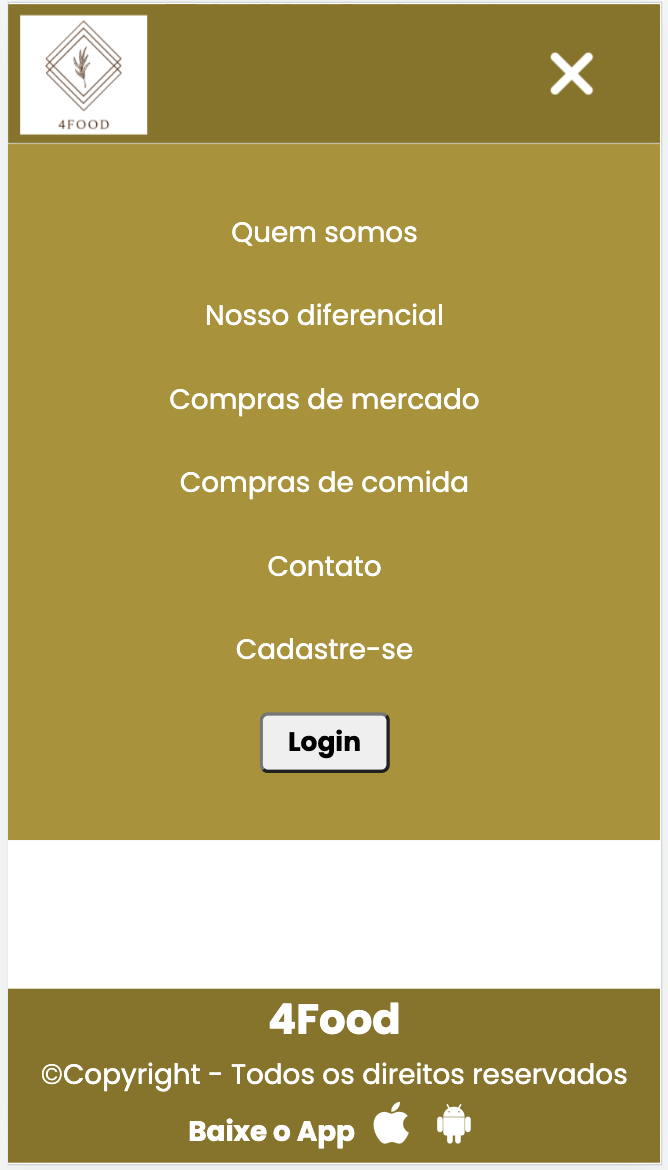 4FOOD
Quem somos
Nosso diferencial
Compras de mercado
Compras de comida
Contato
Cadastre-se
Login
4Food
©Copyright - Todos os direitos reservados
Baixe o App